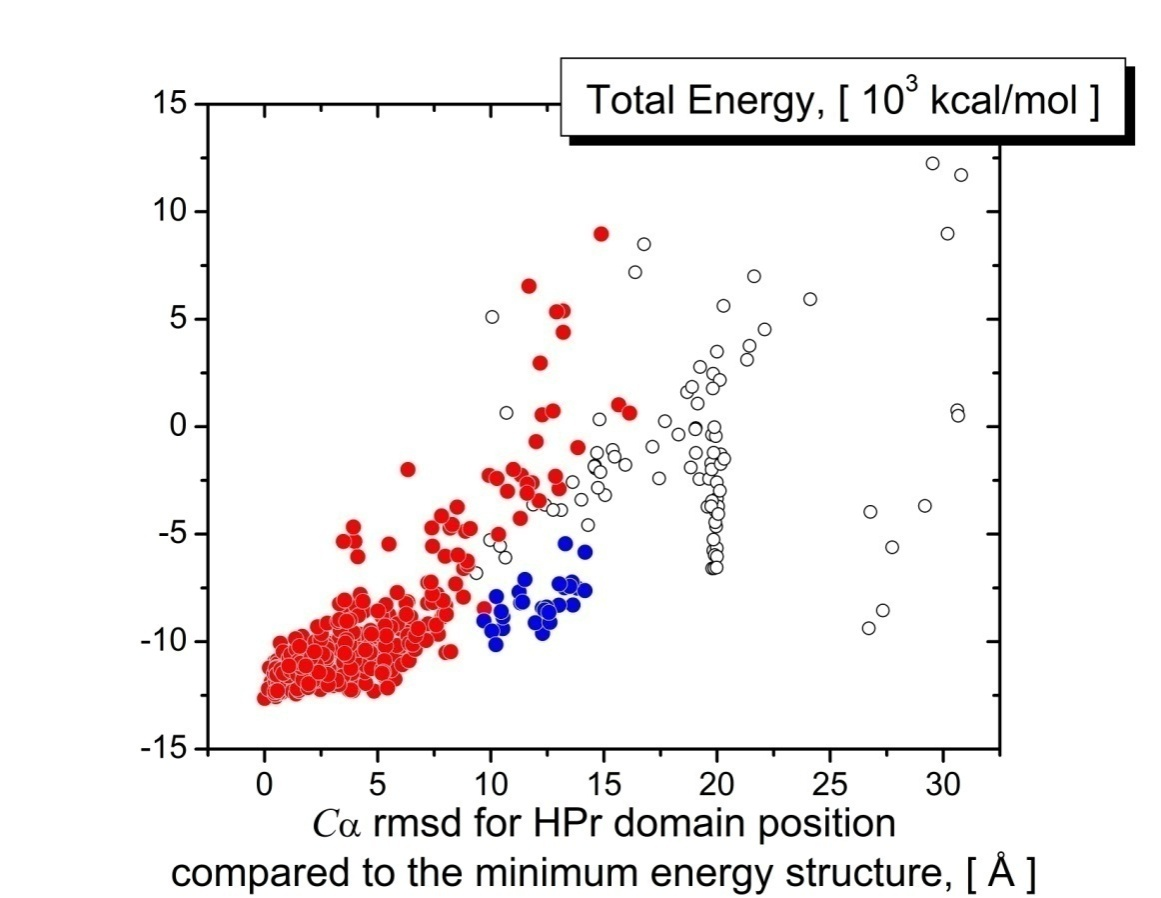 Total Energy, [ 10³ kcal/mol ]
15
10
5
0
-5
-10
-15
0 5 10 15 20 25 30
Cα rmsd for HPr domain position
compared to the minimum energy structure, [ Å ]